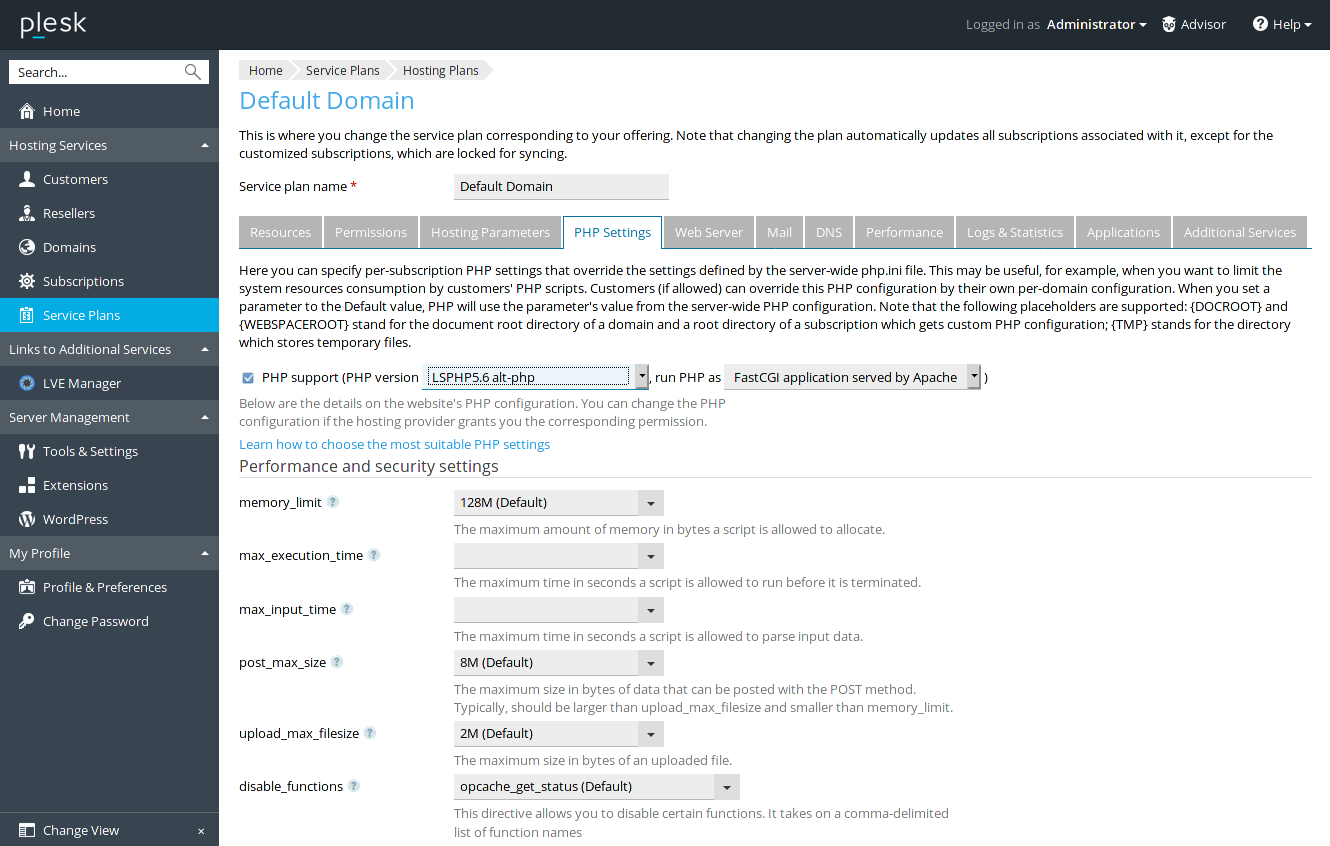 plesk
Logged in as Administrator Advisor Help
Search...
Home
Hosting Services
Customers
Resellers
Domains
Subscriptions
Service Plans
Links to Additional Services
LVE Manager
Server Management
Tools & Settings
Extensions
WordPress
My Profile
Profile & Preferences
Change Password
Change View ×
Home Service Plans Hosting Plans
Default Domain
This is where you change the service plan corresponding to your offering. Note that changing the plan automatically updates all subscriptions associated with it, except for the
customized subscriptions, which are locked for syncing.
Service plan name * Default Domain
Resources Permissions Hosting Parameters PHP Settings Web Server Mail DNS Performance Logs & Statistics Applications Additional Services
Here you can specify per-subscription PHP settings that override the settings defined by the server-wide php.ini file. This may be useful, for example, when you want to limit the
system resources consumption by customers' PHP scripts. Customers (if allowed) can override this PHP configuration by their own per-domain configuration. When you set a
parameter to the Default value, PHP will use the parameter's value from the server-wide PHP configuration. Note that the following placeholders are supported: {DOCROOT} and
{WEBSPACEROOT} stand for the document root directory of a domain and a root directory of a subscription which gets custom PHP configuration; {TMP} stands for the directory
which stores temporary files.
PHP support (PHP version LSPHP5.6 alt-php , run PHP as FastCGI application served by Apache )
Below are the details on the website's PHP configuration. You can change the PHP
configuration if the hosting provider grants you the corresponding permission.
Learn how to choose the most suitable PHP settings
Performance and security settings
memory_limit ? 128M (Default)
The maximum amount of memory in bytes a script is allowed to allocate.
max_execution_time ?
The maximum time in seconds a script is allowed to run before it is terminated.
max_input_time ?
The maximum time in seconds a script is allowed to parse input data.
post_max_size ? 8M (Default)
The maximum size in bytes of data that can be posted with the POST method.
Typically, should be larger than upload_max_filesize and smaller than memory_limit.
upload_max_filesize ? 2M (Default)
The maximum size in bytes of an uploaded file.
disable_functions ? opcache_get_status (Default)
This directive allows you to disable certain functions. It takes on a comma-delimited
list of function names